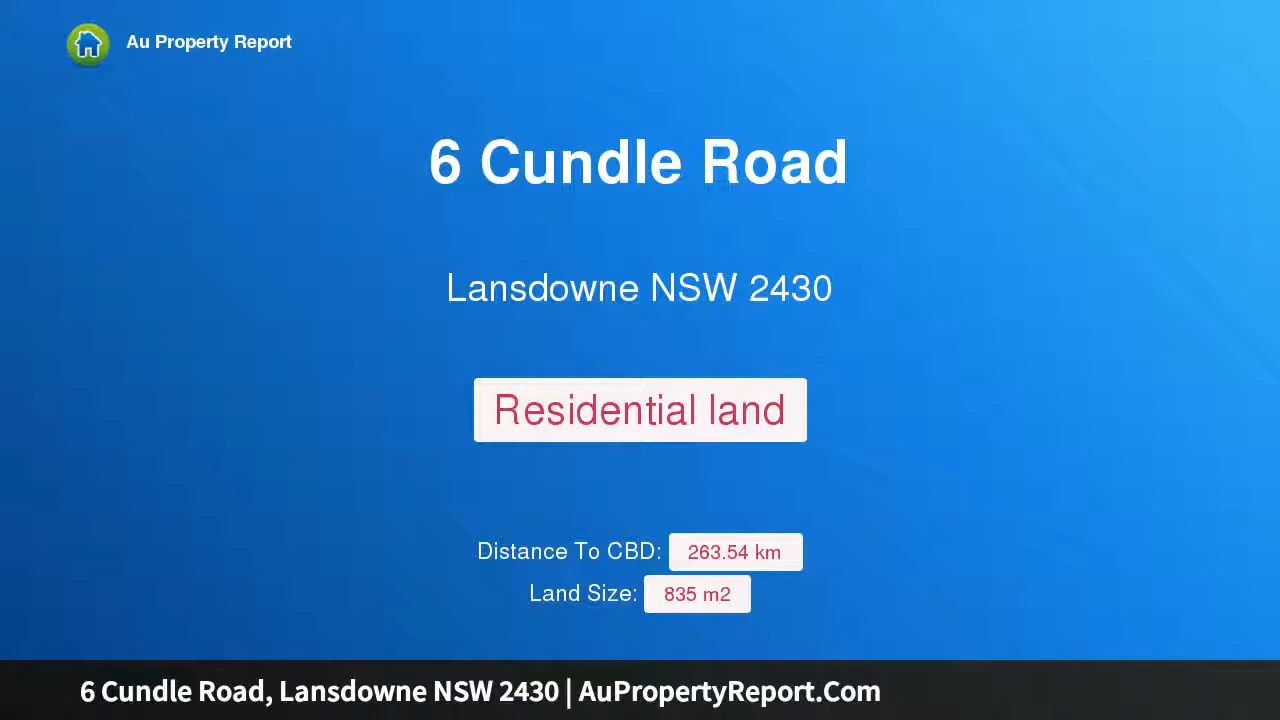 Au Property Report
6 Cundle Road
Lansdowne NSW 2430
Residential land
Distance To CBD: 263.54 km
Land Size: 835 m2
6 Cundle Road, Lansdowne NSW 2430 | AuPropertyReport.Com